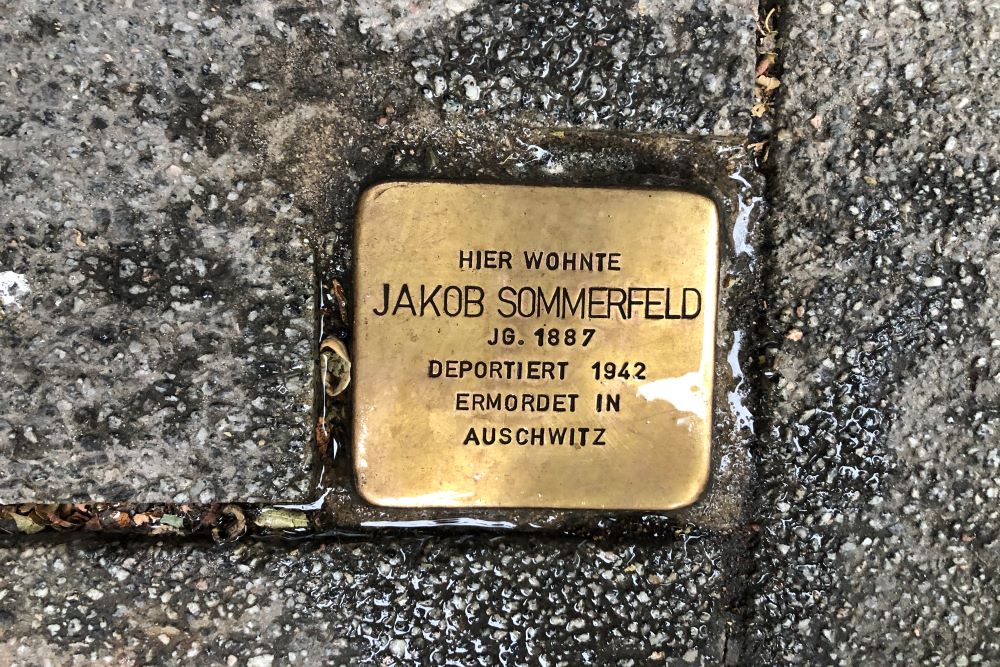 HIER WOHNTE
JAKOB SOMMERFELD
JG. 1887
DEPORTIERT 1942
ERMORDET IN
AUSCHWITZ